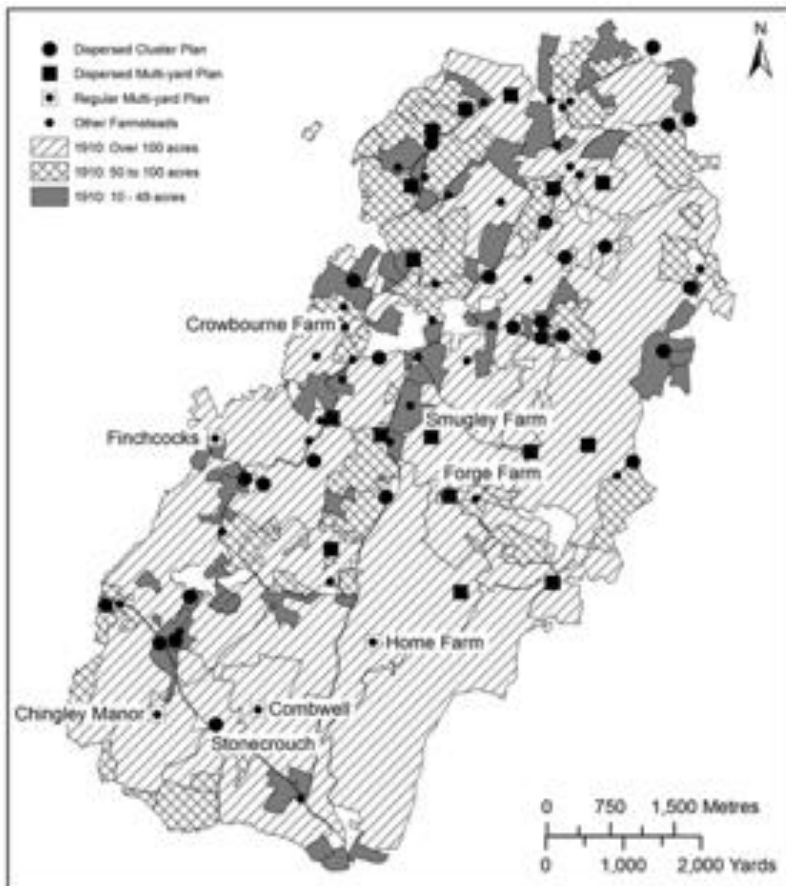 Dispersed Cluster Plan
Dispersed Multi-yard Plan
Regular Multi-yard Plan
Other Farmsteads
1910: Over 100 acres
1910: 50 to 100 acres
1910: 10 - 49 acres
N
Crowbourne Farm
Finchcocks
Smugley Farm
Forge Farm
Home Farm
Chingley Manor
Combwell
Stonecrouch
0 750 1,500 Metres
0 1,000 2,000 Yards